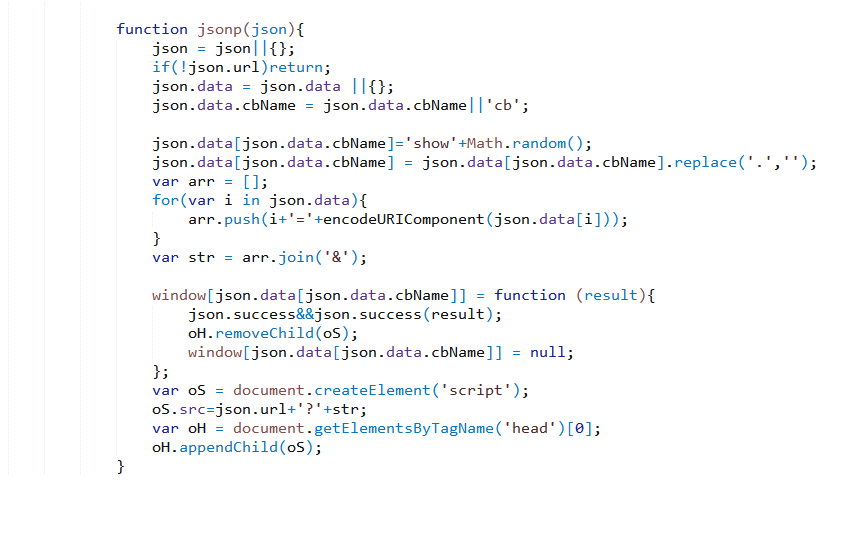 function jsonp(json){
    json = json||{};
    if(!json.url)return;
    json.data = json.data ||{};
    json.data.cbName = json.data.cbName||'cb';

    json.data[json.data.cbName]='show'+Math.random();
    json.data[json.data.cbName] = json.data[json.data.cbName].replace('.','');
    var arr = [];
    for(var i in json.data){
        arr.push(i+'='+encodeURIComponent(json.data[i]));
    }
    var str = arr.join('&');

    window[json.data[json.data.cbName]] = function (result){
        json.success&&json.success(result);
        oH.removeChild(oS);
        window[json.data[json.data.cbName]] = null;
    };
    var oS = document.createElement('script');
    oS.src=json.url+'?'+str;
    var oH = document.getElementsByTagName('head')[0];
    oH.appendChild(oS);
}